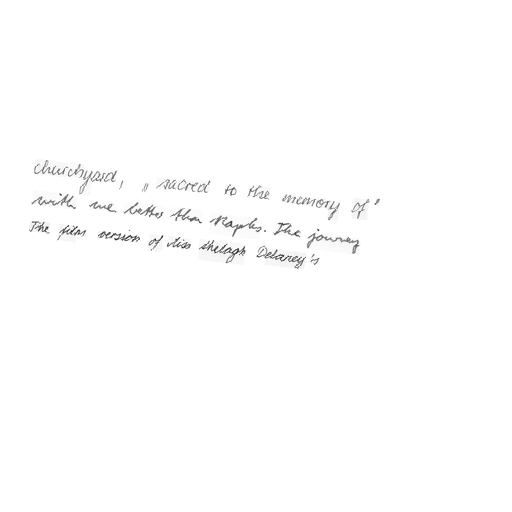 churchyard, „ sacred to the memory of "
with me better than Naples. The journey
The film version of Miss Shelagh Delaney's